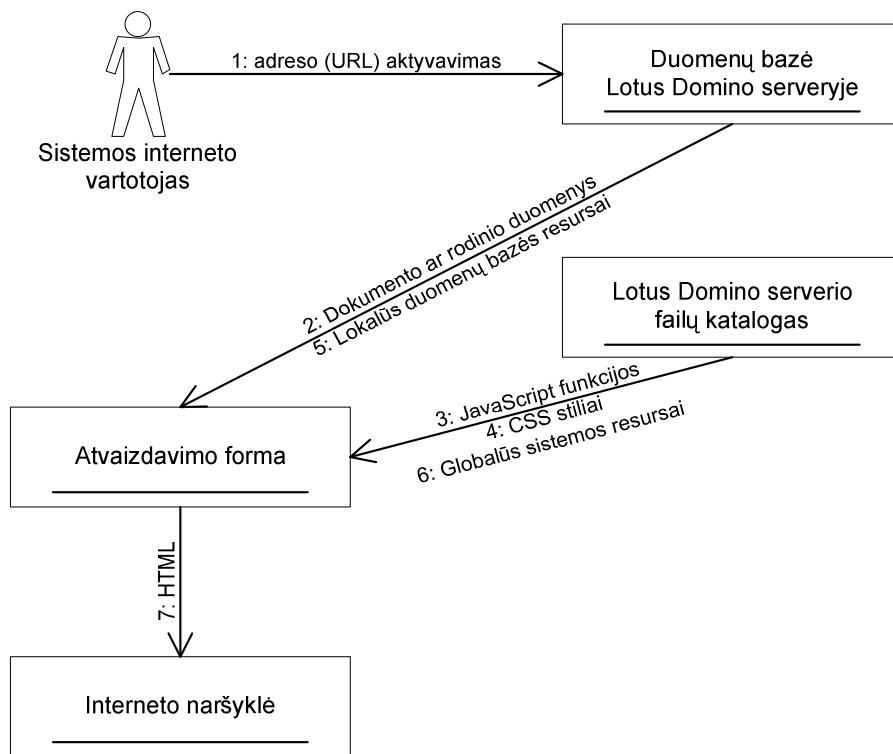 1: adreso (URL) aktyvavimas
Duomenų bazė
Lotus Domino serveryje
Sistemos interneto
vartotojas
2: Dokumento ar rodinio duomenys
5: Lokalūs duomenų bazės resursai
Lotus Domino serverio
failų katalogas
3: JavaScript funkcijos
4: CSS stiliai
6: Globalūs sistemos resursai
Atvaizdavimo forma
7: HTML
Interneto naršyklė